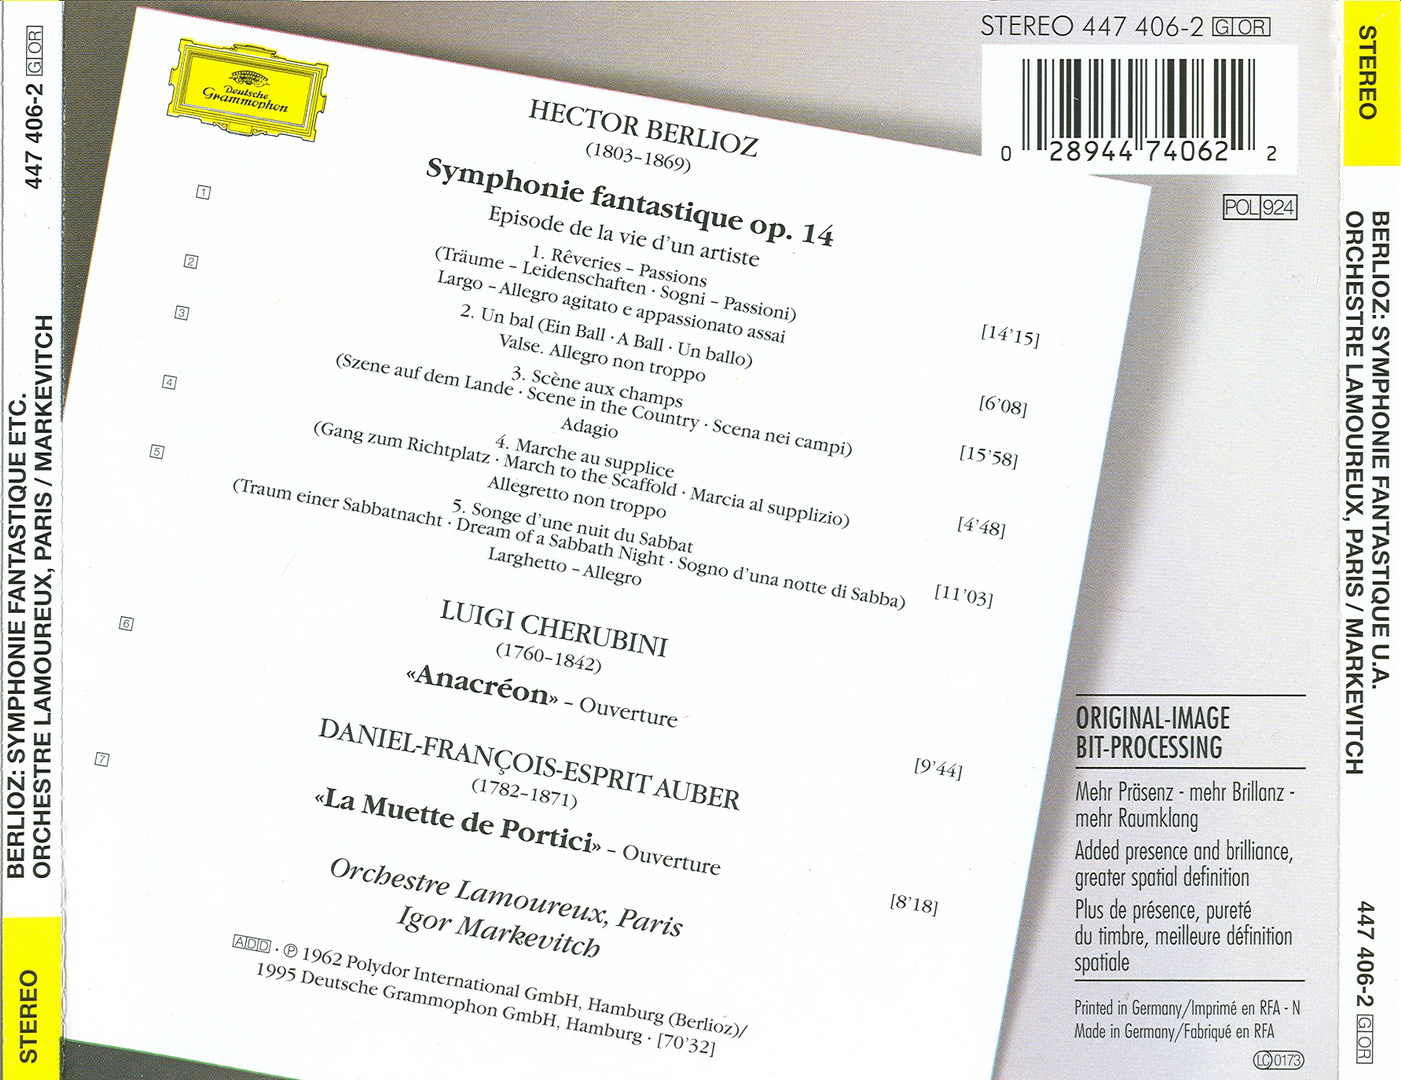 BERLIOZ: SYMPHONIE FANTASTIQUE ETC.
ORCHESTRE LAMOUREUX, PARIS / MARKEVITCH
447 406-2 GOR
STEREO
Deutsche
Grammophon
STEREO 447 406-2 GOR
0 28944 74062 2
POL 924
HECTOR BERLIOZ
(1803–1869)
Symphonie fantastique op. 14
Episode de la vie d'un artiste
1
1. Rêveries – Passions
(Träume – Leidenschaften · Sogni – Passioni)
Largo – Allegro agitato e appassionato assai
[14'15]
2
2. Un bal (Ein Ball · A Ball · Un ballo)
Valse. Allegro non troppo
[6'08]
3
3. Scène aux champs
(Szene auf dem Lande · Scene in the Country · Scena nei campi)
Adagio
[15'58]
4
4. Marche au supplice
(Gang zum Richtplatz · March to the Scaffold · Marcia al supplizio)
Allegretto non troppo
[4'48]
5
5. Songe d'une nuit du Sabbat
(Traum einer Sabbatnacht · Dream of a Sabbath Night · Sogno d'una notte di Sabba)
Larghetto – Allegro
[11'03]
LUIGI CHERUBINI
(1760–1842)
6
«Anacréon» – Ouverture
[9'44]
DANIEL-FRANÇOIS-ESPRIT AUBER
(1782–1871)
7
«La Muette de Portici» – Ouverture
[8'18]
Orchestre Lamoureux, Paris
Igor Markevitch
ADD · ℗ 1962 Polydor International GmbH, Hamburg (Berlioz)/
1995 Deutsche Grammophon GmbH, Hamburg · [70'32]
ORIGINAL-IMAGE
BIT-PROCESSING
Mehr Präsenz - mehr Brillanz -
mehr Raumklang
Added presence and brilliance,
greater spatial definition
Plus de présence, pureté
du timbre, meilleure définition
spatiale
Printed in Germany/Imprimé en RFA - N
Made in Germany/Fabriqué en RFA
LC 0173
STEREO
BERLIOZ: SYMPHONIE FANTASTIQUE U.A.
ORCHESTRE LAMOUREUX, PARIS / MARKEVITCH
447 406-2 GOR